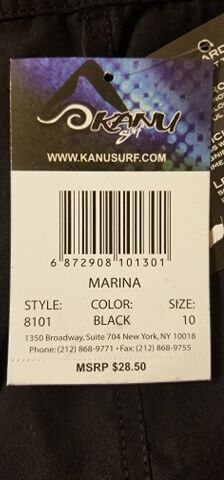 KANU
Surf
WWW.KANUSURF.COM
6 872908 101301
MARINA
STYLE: COLOR: SIZE:
8101 BLACK 10
1350 Broadway, Suite 704 New York, NY 10018
Phone: (212) 868-9771 • Fax: (212) 868-9755
MSRP $28.50